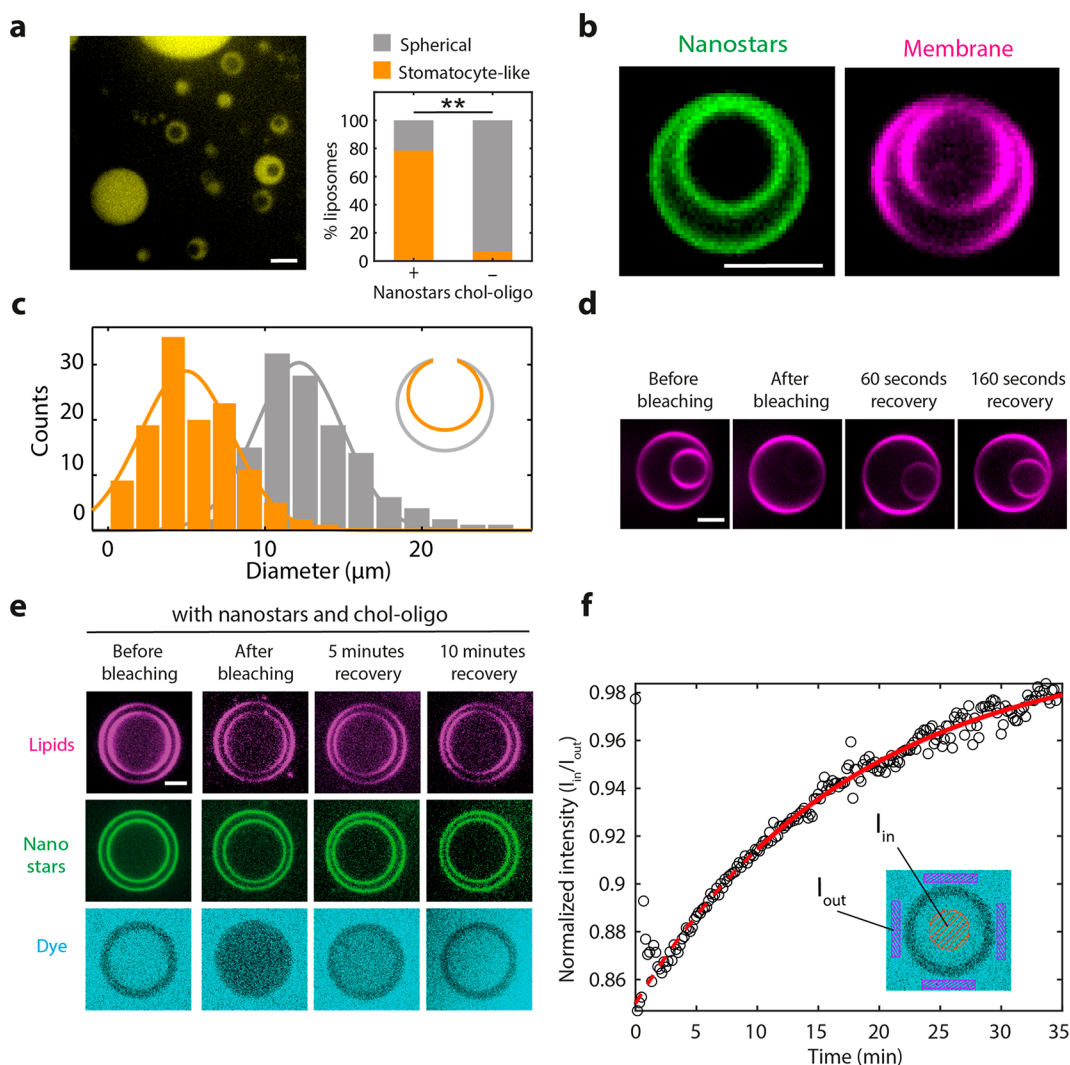 a
Spherical
Stomatocyte-like
**
% liposomes
100
80
60
40
20
0
+ −
Nanostars chol-oligo
b
Nanostars
Membrane
c
Counts
30
20
10
0
0 10 20
Diameter (μm)
d
Before
bleaching
After
bleaching
60 seconds
recovery
160 seconds
recovery
e
with nanostars and chol-oligo
Before
bleaching
After
bleaching
5 minutes
recovery
10 minutes
recovery
Lipids
Nano
stars
Dye
f
Normalized intensity (Iin/Iout)
0.98
0.96
0.94
0.92
0.9
0.88
0.86
Iin
Iout
0 5 10 15 20 25 30 35
Time (min)